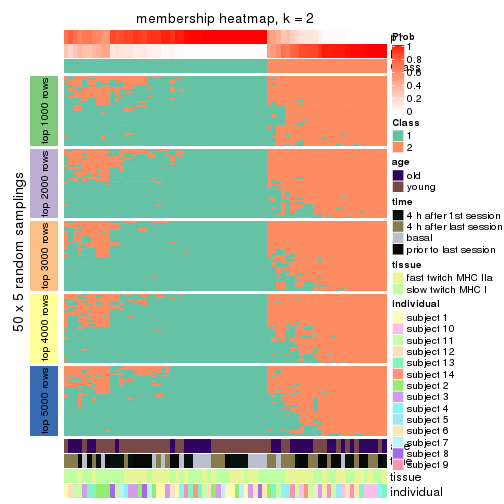 membership heatmap, k = 2
50 x 5 random samplings
top 1000 rows
top 2000 rows
top 3000 rows
top 4000 rows
top 5000 rows
Prob
1
0.8
0.6
0.4
0.2
0
Class
1
2
age
old
young
time
4 h after 1st session
4 h after last session
basal
prior to last session
tissue
fast twitch MHC IIa
slow twitch MHC I
individual
subject 1
subject 10
subject 11
subject 12
subject 13
subject 14
subject 2
subject 3
subject 4
subject 5
subject 6
subject 7
subject 8
subject 9
tissue
individual